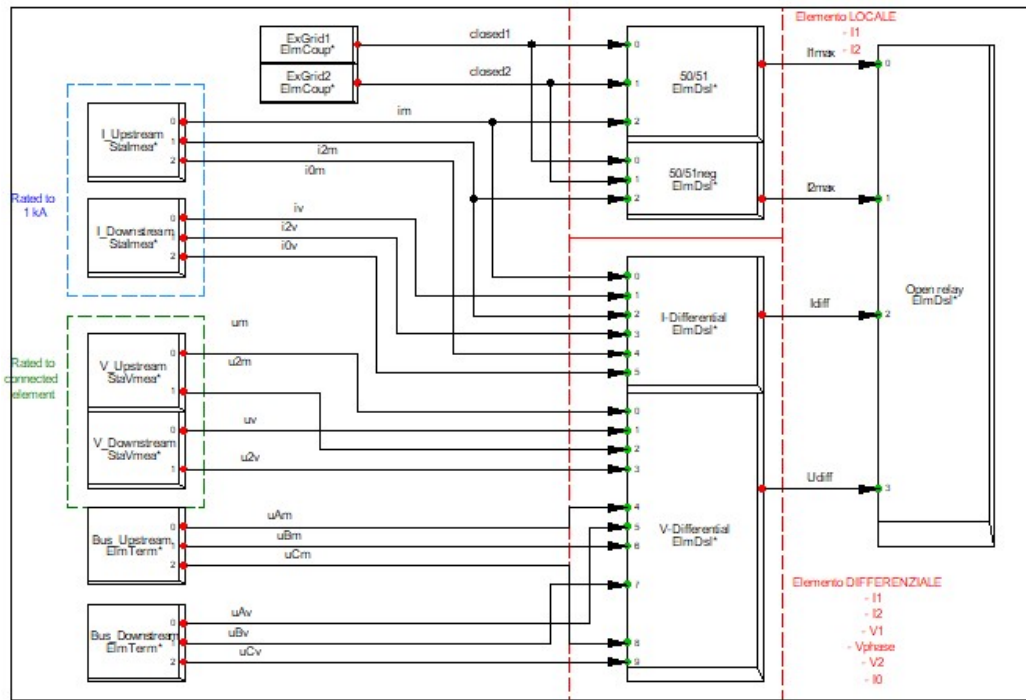 Elemento LOCALE
- I1
- I2
ExGrid1
ElmCoup*
closed1
ExGrid2
ElmCoup*
closed2
0
1
2
50/51
ElmDsl*
I1max
0
I_Upstream
StaImea*
0
1
2
im
i2m
i0m
0
1
2
50/51neg
ElmDsl*
I2max
1
Rated to
1 kA
I_Downstream
StaImea*
0
1
2
iv
i2v
i0v
0
1
2
3
4
5
I-Differential
ElmDsl*
Idiff
2
Open relay
ElmDsl*
Rated to
connected
element
V_Upstream
StaVmea*
0
1
um
u2m
V_Downstream
StaVmea*
0
1
uv
u2v
0
1
2
3
4
5
6
7
8
9
V-Differential
ElmDsl*
Udiff
3
Bus_Upstream
ElmTerm*
0
1
2
uAm
uBm
uCm
Bus_Downstream
ElmTerm*
0
1
2
uAv
uBv
uCv
Elemento DIFFERENZIALE
- I1
- I2
- V1
- Vphase
- V2
- I0